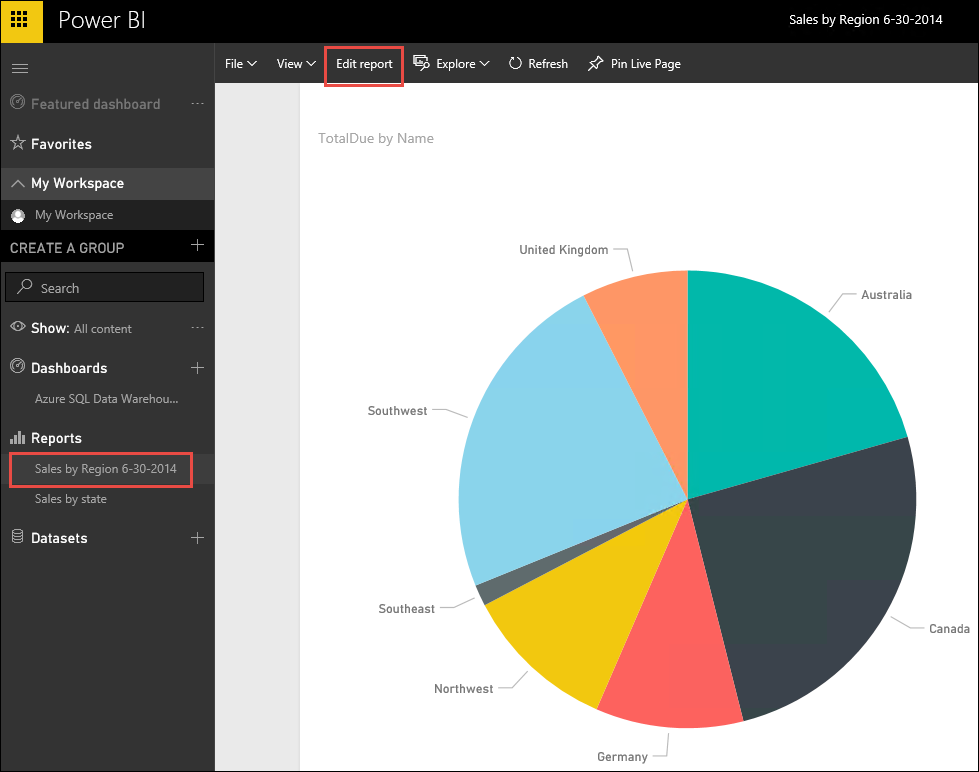 Power BI
Sales by Region 6-30-2014
File View Edit report Explore Refresh Pin Live Page
Featured dashboard ...
Favorites
My Workspace
My Workspace
CREATE A GROUP +
Search
Show: All content ...
Dashboards +
Azure SQL Data Warehou...
Reports
Sales by Region 6-30-2014
Sales by state
Datasets +
TotalDue by Name
United Kingdom
Australia
Southwest
Southeast
Canada
Northwest
Germany